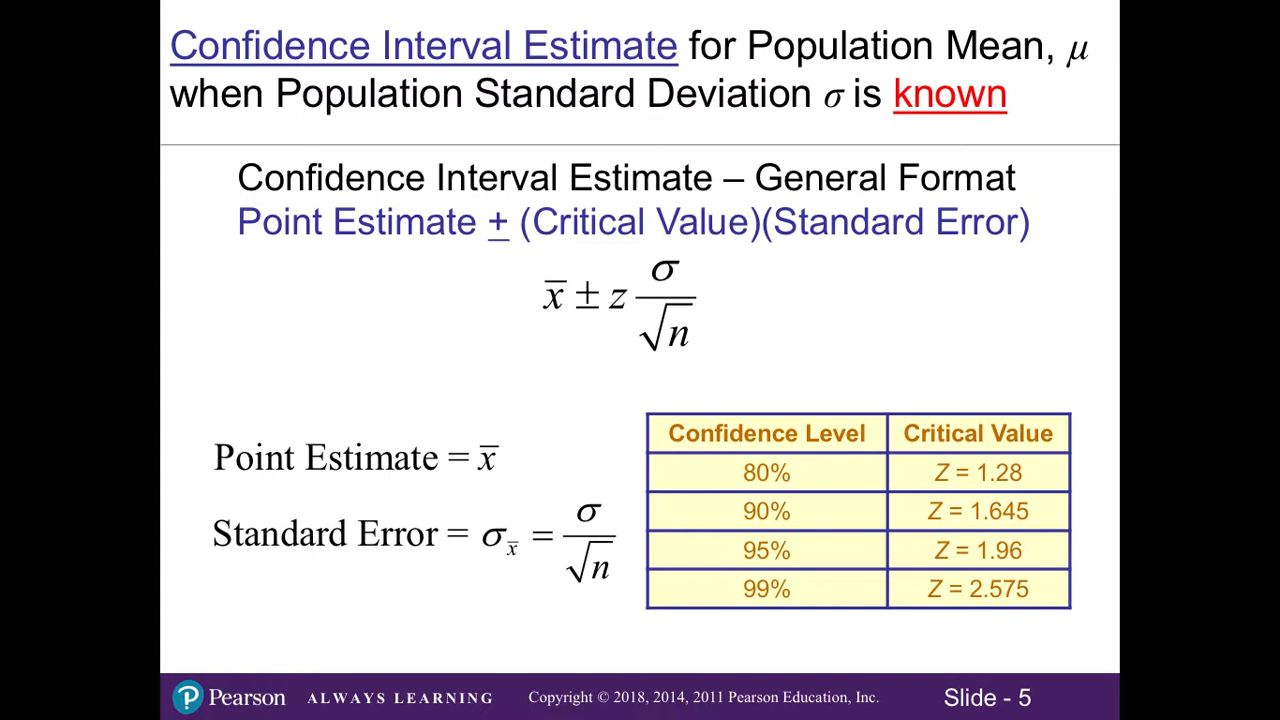 Confidence Interval Estimate for Population Mean, μ
when Population Standard Deviation σ is known
Confidence Interval Estimate – General Format
Point Estimate ± (Critical Value)(Standard Error)
x̄ ± z σ/√n
Point Estimate = x̄
Standard Error = σx̄ = σ/√n
Confidence Level Critical Value
80% Z = 1.28
90% Z = 1.645
95% Z = 1.96
99% Z = 2.575
P Pearson ALWAYS LEARNING Copyright © 2018, 2014, 2011 Pearson Education, Inc. Slide - 5